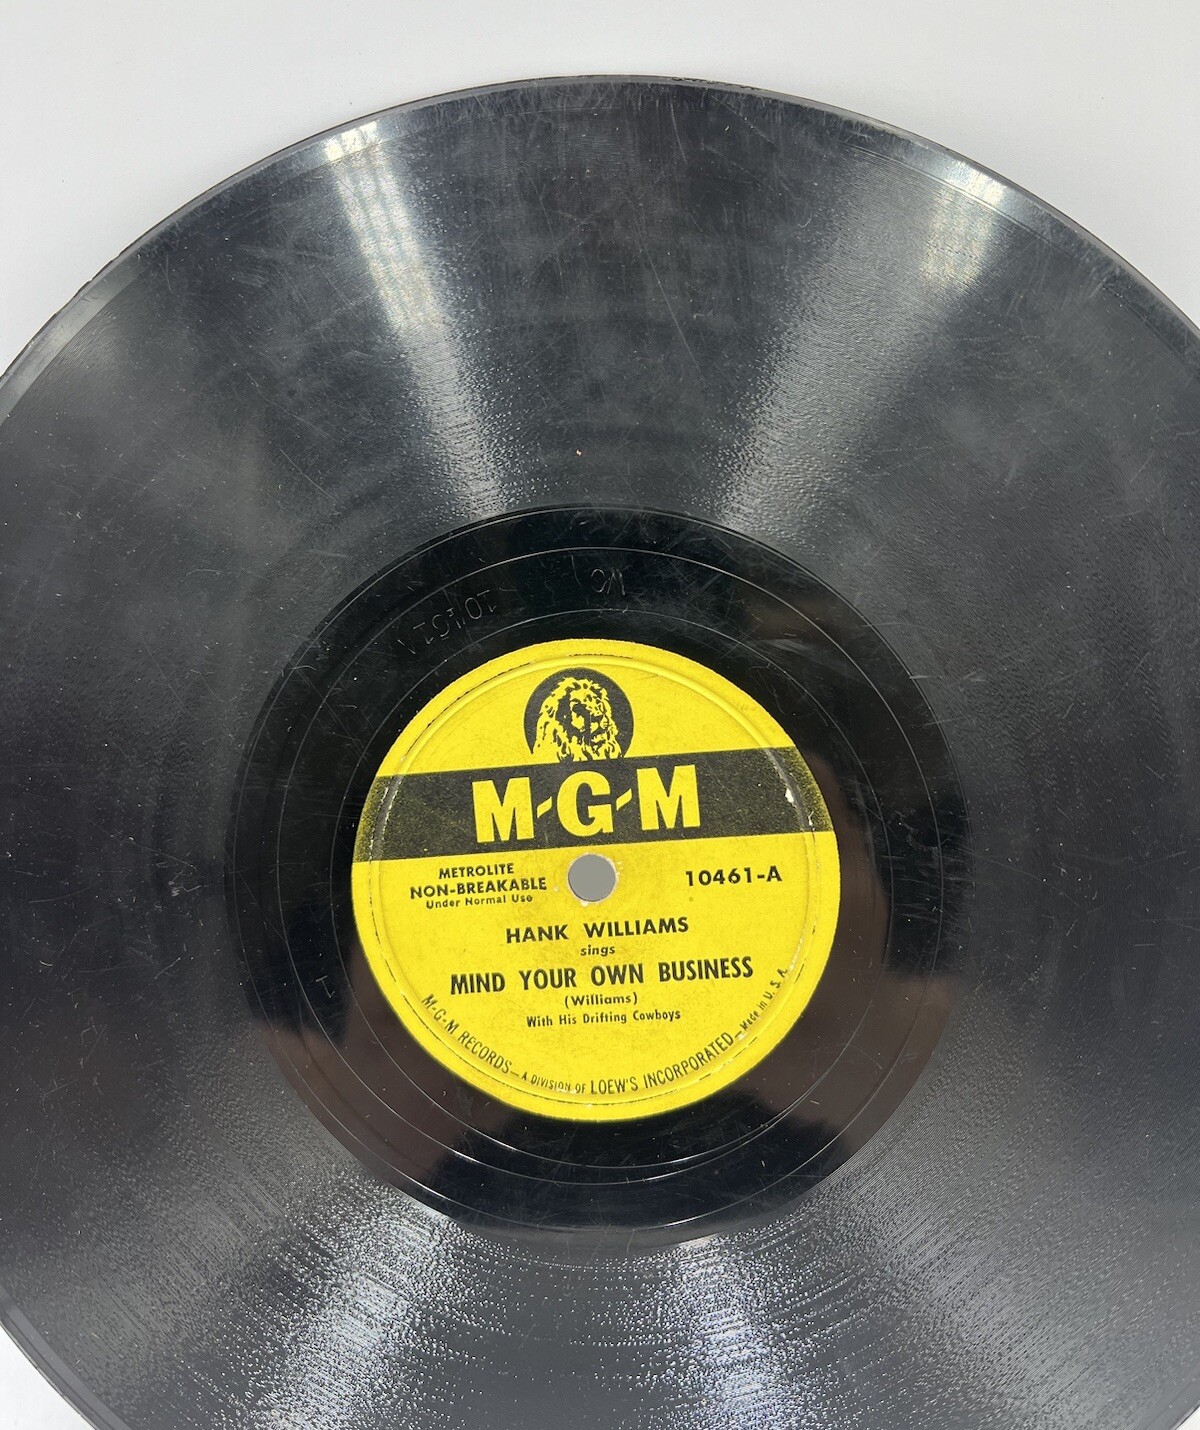 M-G-M
METROLITE
NON-BREAKABLE
Under Normal Use
10461-A
HANK WILLIAMS
sings
MIND YOUR OWN BUSINESS
(Williams)
With His Drifting Cowboys
M-G-M RECORDS—A DIVISION OF LOEW'S INCORPORATED—Made in U.S.A.